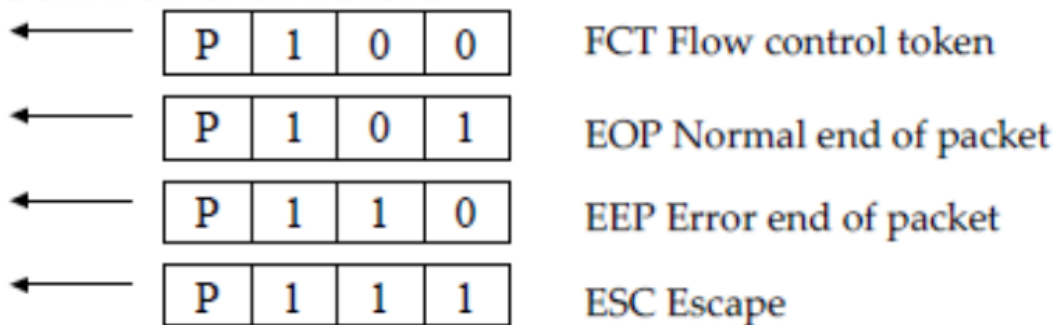 P 1 0 0 FCT Flow control token
P 1 0 1 EOP Normal end of packet
P 1 1 0 EEP Error end of packet
P 1 1 1 ESC Escape